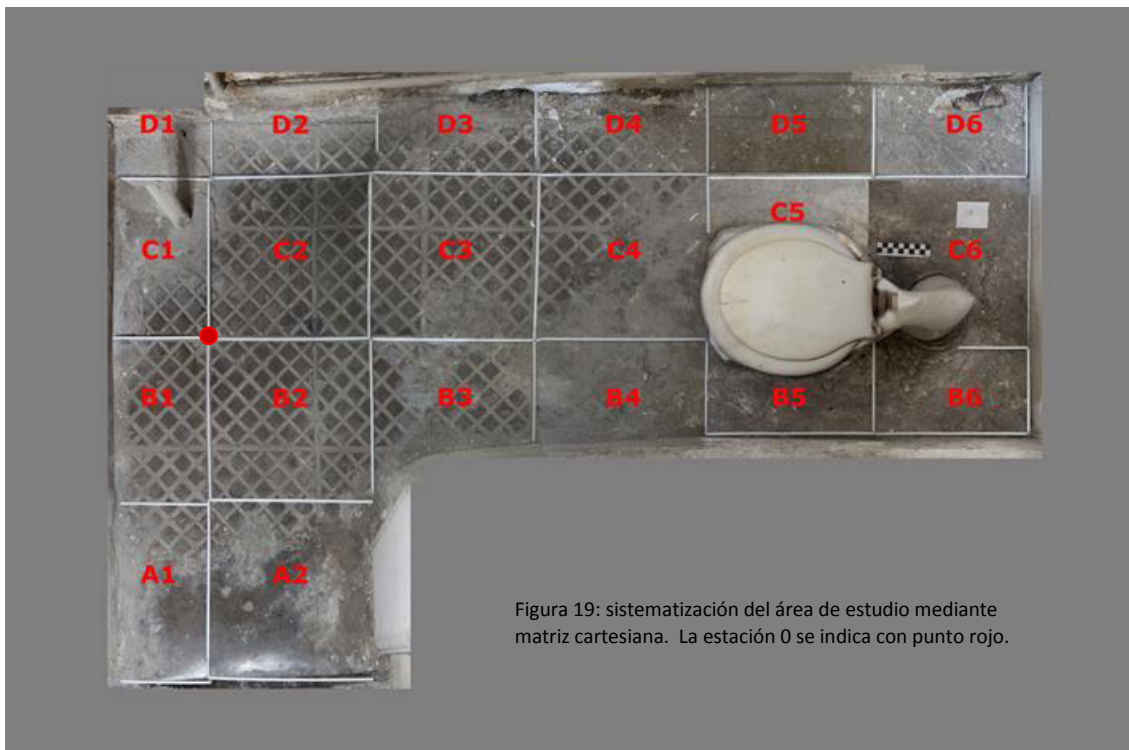 D1 D2 D3 D4 D5 D6
C5
C1 C2 C3 C4 C6
B1 B2 B3 B4 B5 B6
A1 A2
Figura 19: sistematización del área de estudio mediante
matriz cartesiana. La estación 0 se indica con punto rojo.